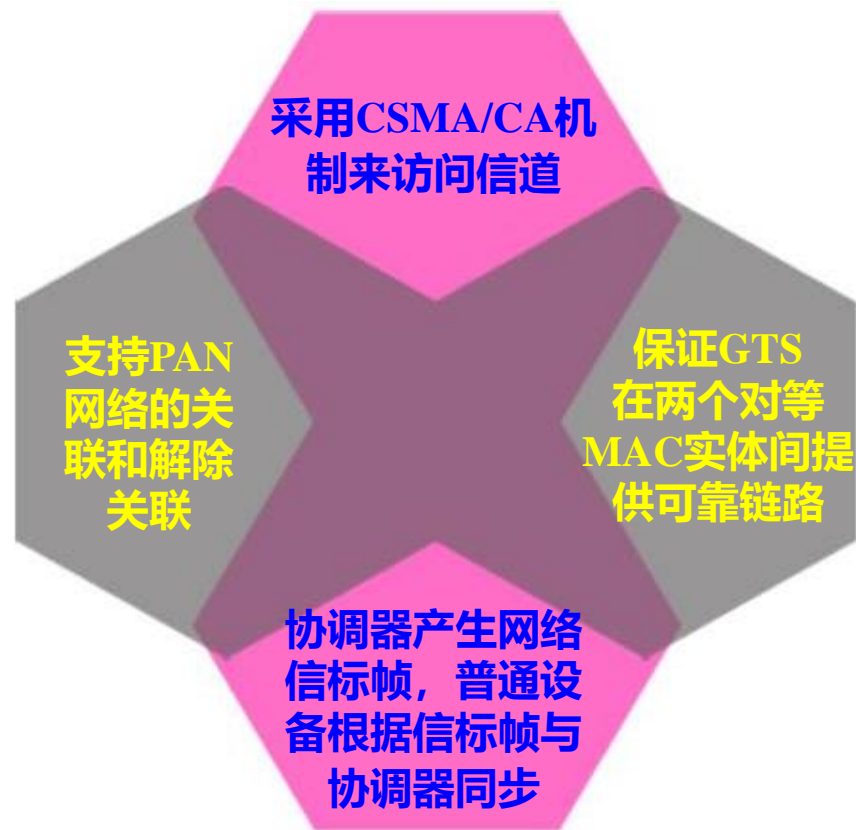 采用CSMA/CA机
制来访问信道
支持PAN
网络的关
联和解除
关联
保证GTS
在两个对等
MAC实体间提
供可靠链路
协调器产生网络
信标帧，普通设
备根据信标帧与
协调器同步